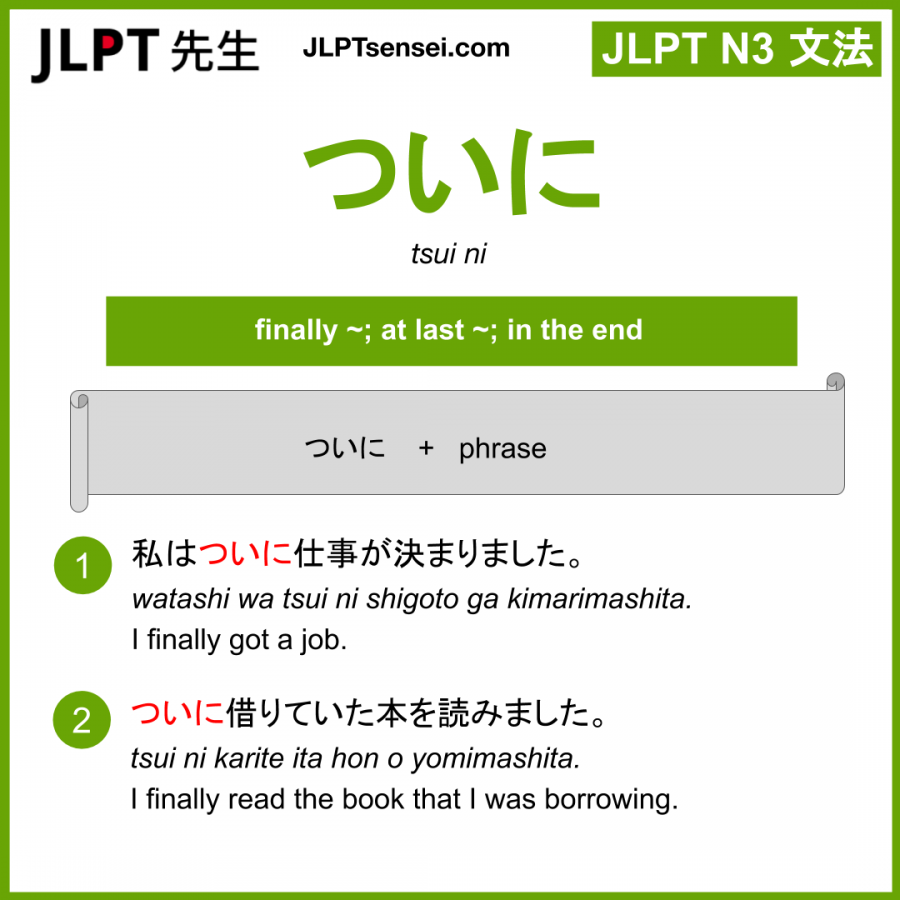 JLPT 先生
JLPTsensei.com
JLPT N3 文法
ついに
tsui ni
finally ~; at last ~; in the end
ついに + phrase
1 私はついに仕事が決まりました。
watashi wa tsui ni shigoto ga kimarimashita.
I finally got a job.
2 ついに借りていた本を読みました。
tsui ni karite ita hon o yomimashita.
I finally read the book that I was borrowing.